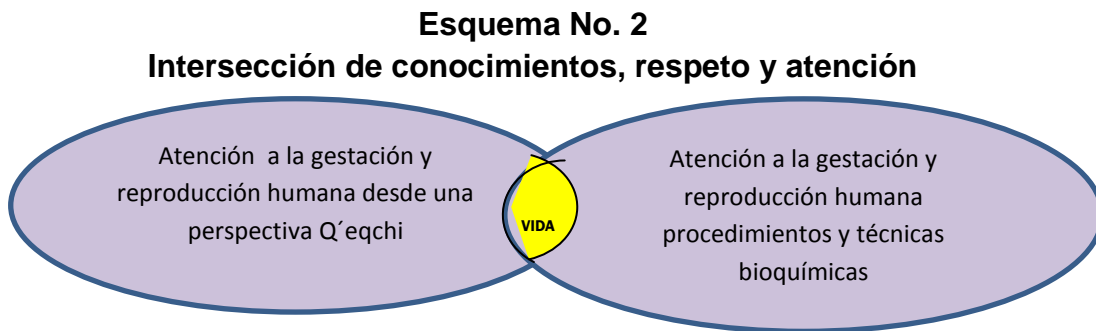 Esquema No. 2
Intersección de conocimientos, respeto y atención
Atención a la gestación y
reproducción humana desde una
perspectiva Q´eqchi
VIDA
Atención a la gestación y
reproducción humana
procedimientos y técnicas
bioquímicas